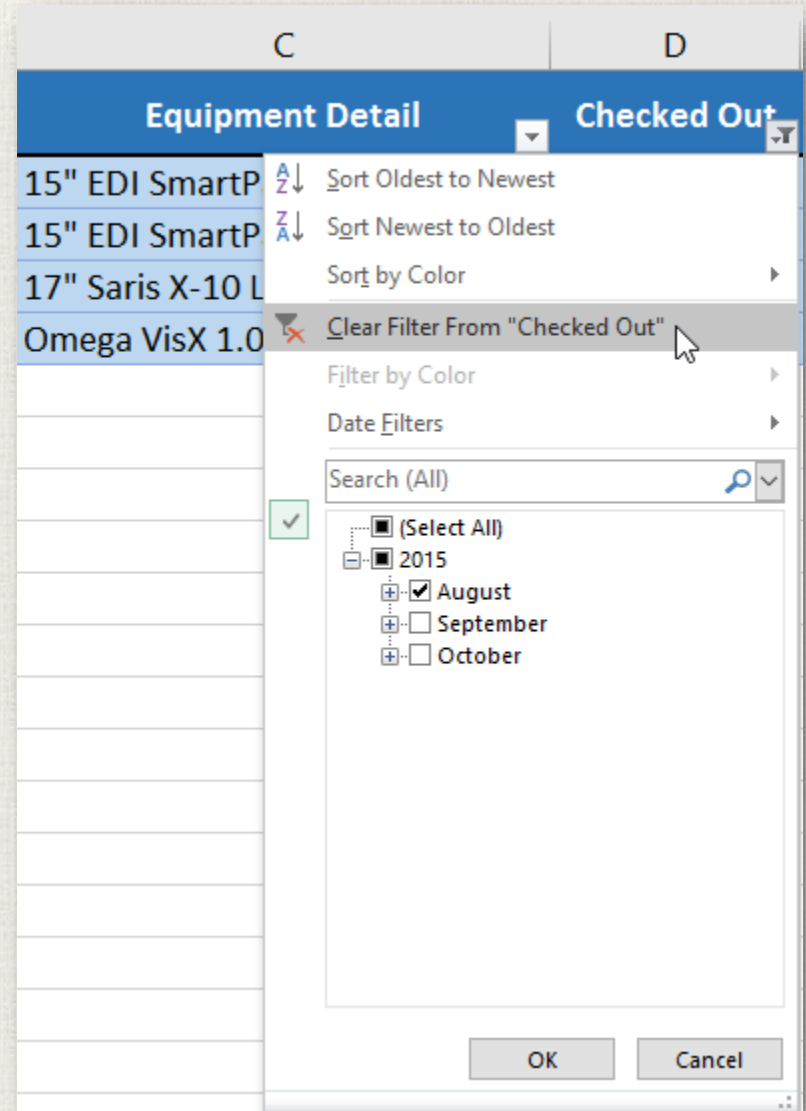 C D
Equipment Detail Checked Out
15" EDI SmartP
15" EDI SmartP
17" Saris X-10 L
Omega VisX 1.0
Sort Oldest to Newest
Sort Newest to Oldest
Sort by Color
Clear Filter From "Checked Out"
Filter by Color
Date Filters
Search (All)
(Select All)
2015
August
September
October
OK Cancel